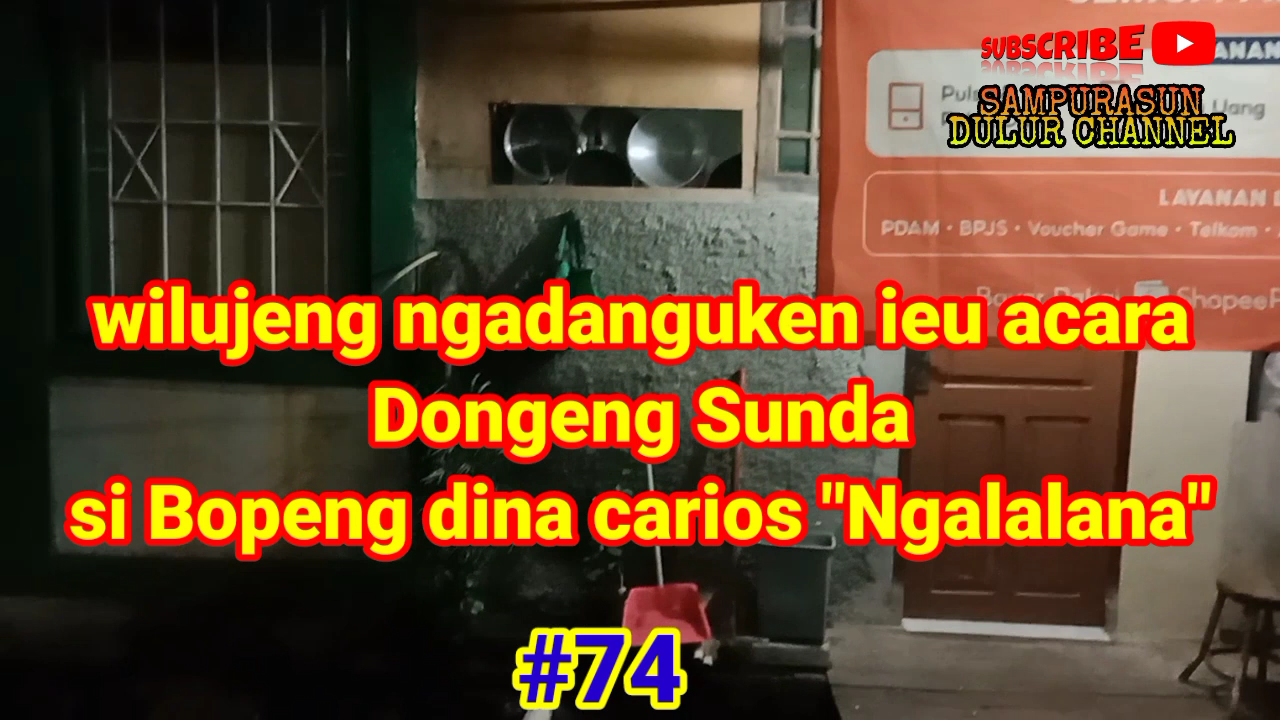 SUBSCRIBE
SAMPURASUN
DULUR CHANNEL
Uang
LAYANAN
PDAM • BPJS • Voucher Game • Telkom •
wilujeng ngadanguken ieu acara
Dongeng Sunda
si Bopeng dina carios "Ngalalana"
#74